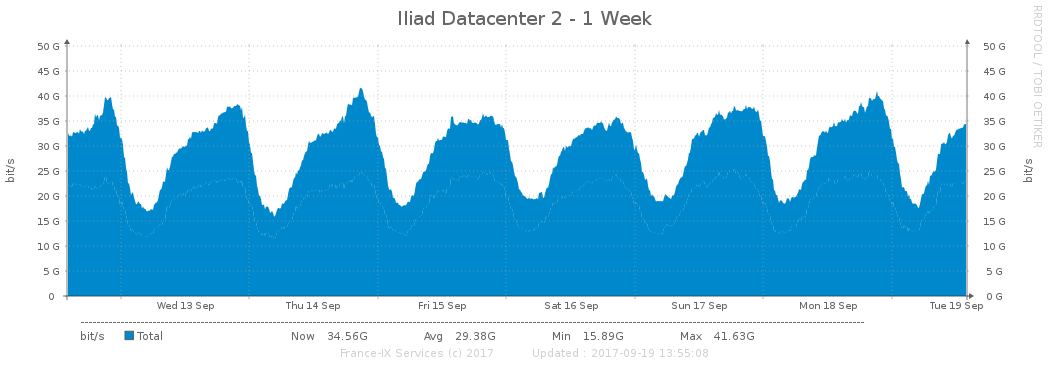 Iliad Datacenter 2 - 1 Week
RRDTOOL / TOBI OETIKER
bit/s
50 G 50 G
45 G 45 G
40 G 40 G
35 G 35 G
30 G 30 G
25 G 25 G
20 G 20 G
15 G 15 G
10 G 10 G
5 G 5 G
0 0 G
bit/s
Wed 13 Sep Thu 14 Sep Fri 15 Sep Sat 16 Sep Sun 17 Sep Mon 18 Sep Tue 19 Sep
bit/s Total Now 34.56G Avg 29.38G Min 15.89G Max 41.63G
France-IX Services (c) 2017 Updated : 2017-09-19 13:55:08